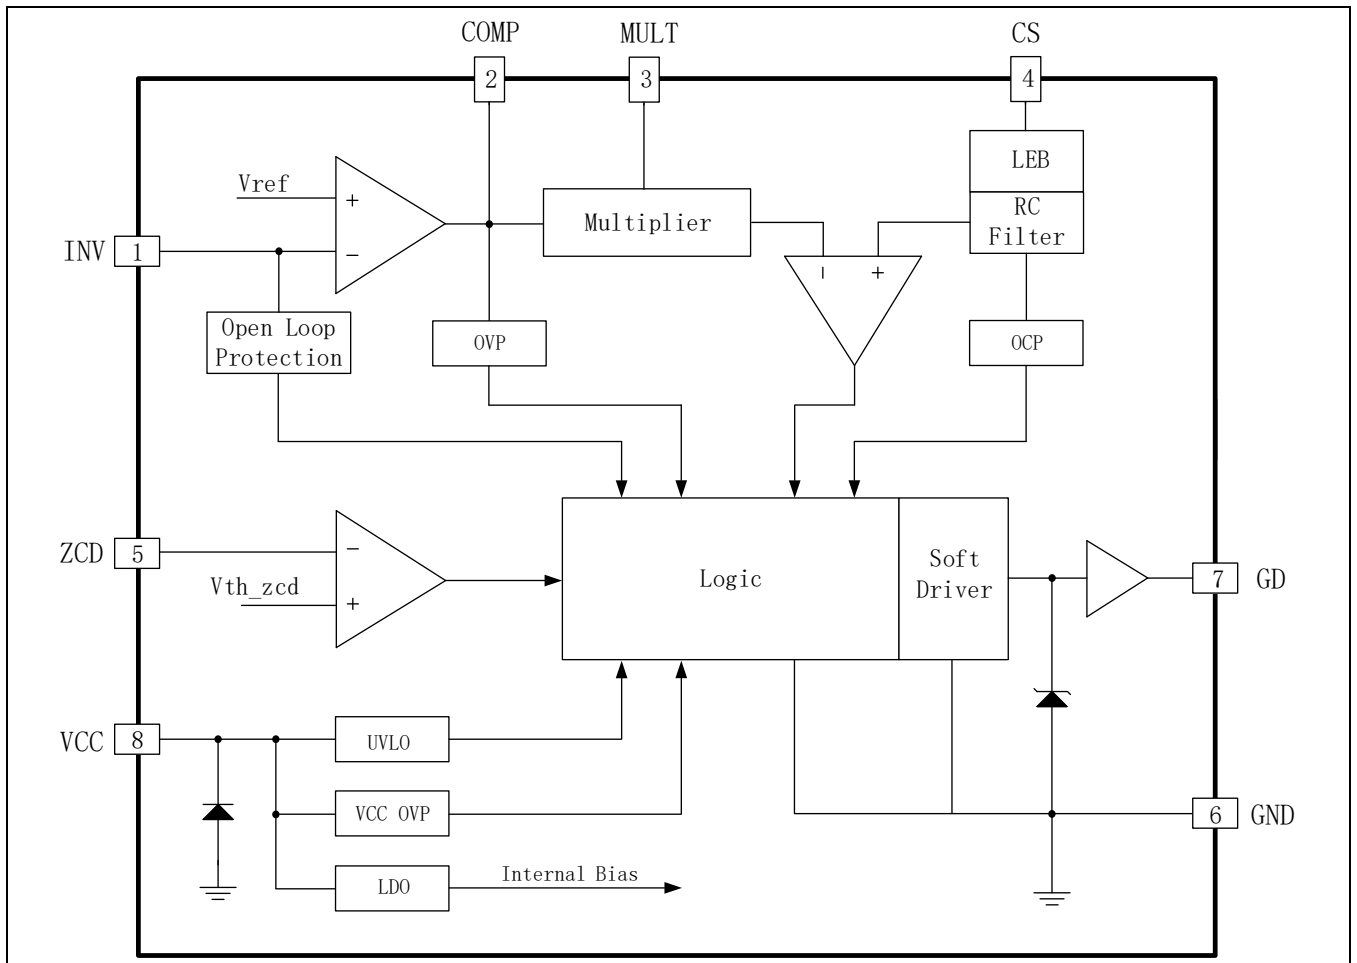 COMP
MULT
CS
2
3
4
LEB
RC
Filter
Vref
+
−
Multiplier
INV
1
−
+
Open Loop
Protection
OVP
OCP
ZCD
5
−
Vth_zcd
+
Logic
Soft
Driver
7
GD
VCC
8
UVLO
VCC OVP
6
GND
LDO
Internal Bias